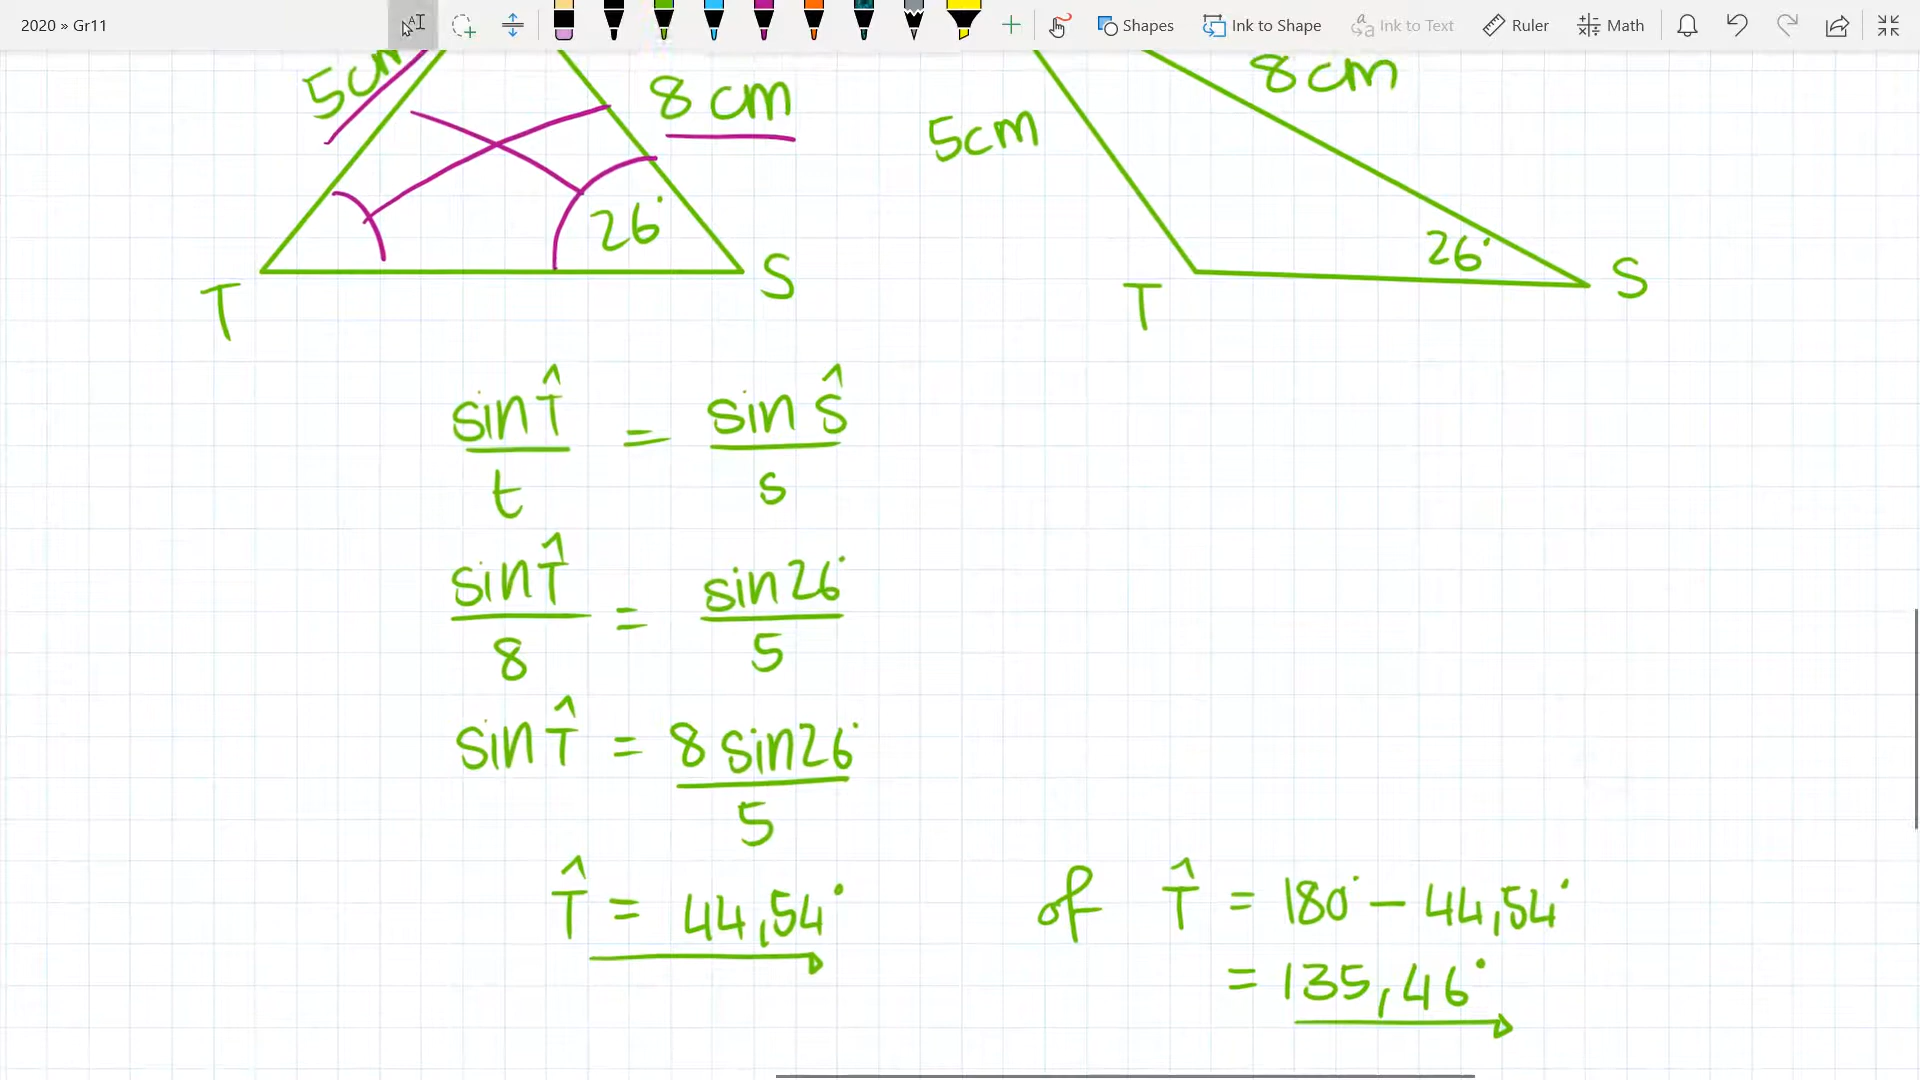 2020 » Gr11
Shapes
Ink to Shape
Ink to Text
Ruler
Math
5cm
8 cm
26°
T
S
8 cm
5cm
26°
T
S
sin T̂ = sin ŝ
t s
sin T̂ = sin 26°
8 5
sin T̂ = 8 sin 26°
5
T̂ = 44,54°
of T̂ = 180° − 44,54°
= 135,46°